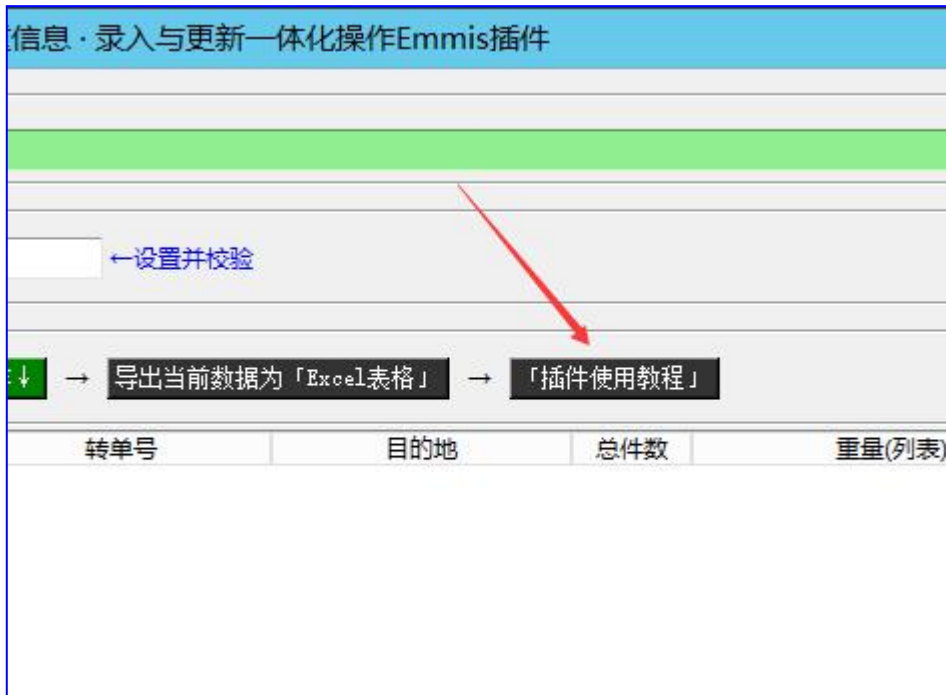 信息 · 录入与更新一体化操作Emmis插件
←设置并校验
↓ → 导出当前数据为「Excel表格」 → 「插件使用教程」
转单号 目的地 总件数 重量(列表)